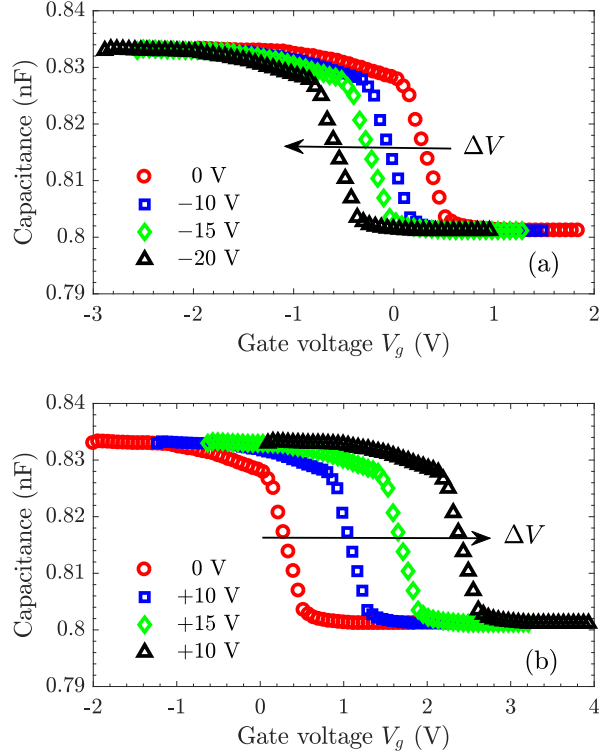 0.84
0.83
0.82
0.81
0.8
0.79
Capacitance (nF)
ΔV
0 V
−10 V
−15 V
−20 V
(a)
-3 -2 -1 0 1 2
Gate voltage Vg (V)
0.84
0.83
0.82
0.81
0.8
0.79
Capacitance (nF)
ΔV
0 V
+10 V
+15 V
+10 V
(b)
-2 -1 0 1 2 3 4
Gate voltage Vg (V)